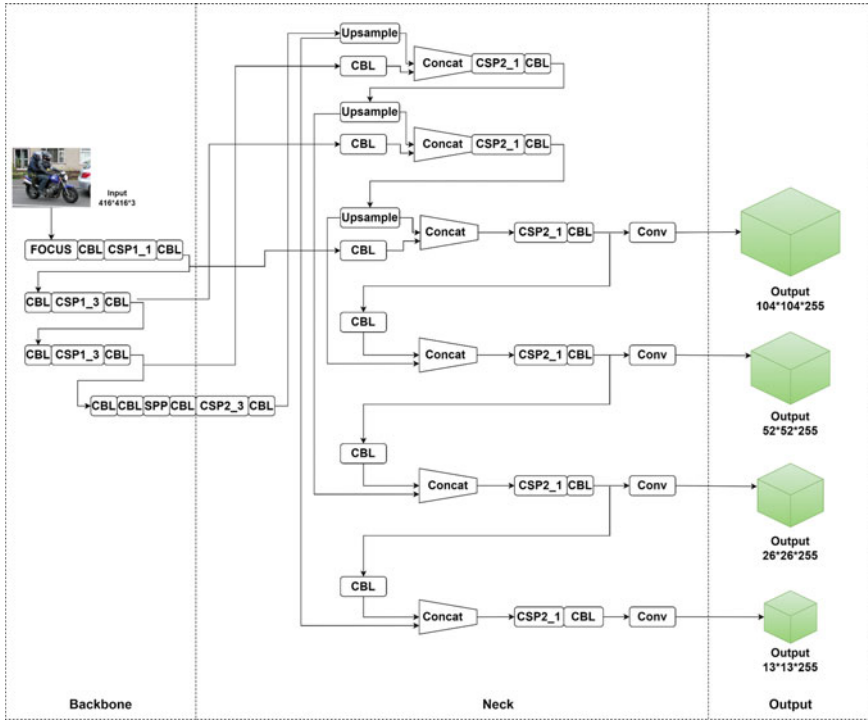 Upsample
CBL
Concat
CSP2_1 CBL
Upsample
CBL
Concat
CSP2_1 CBL
Input
416*416*3
FOCUS CBL CSP1_1 CBL
Upsample
CBL
Concat
CSP2_1 CBL
Conv
Output
104*104*255
CBL CSP1_3 CBL
CBL
CBL CSP1_3 CBL
Concat
CSP2_1 CBL
Conv
Output
52*52*255
CBL CBL SPP CBL CSP2_3 CBL
CBL
Concat
CSP2_1 CBL
Conv
Output
26*26*255
CBL
Concat
CSP2_1 CBL
Conv
Output
13*13*255
Backbone
Neck
Output